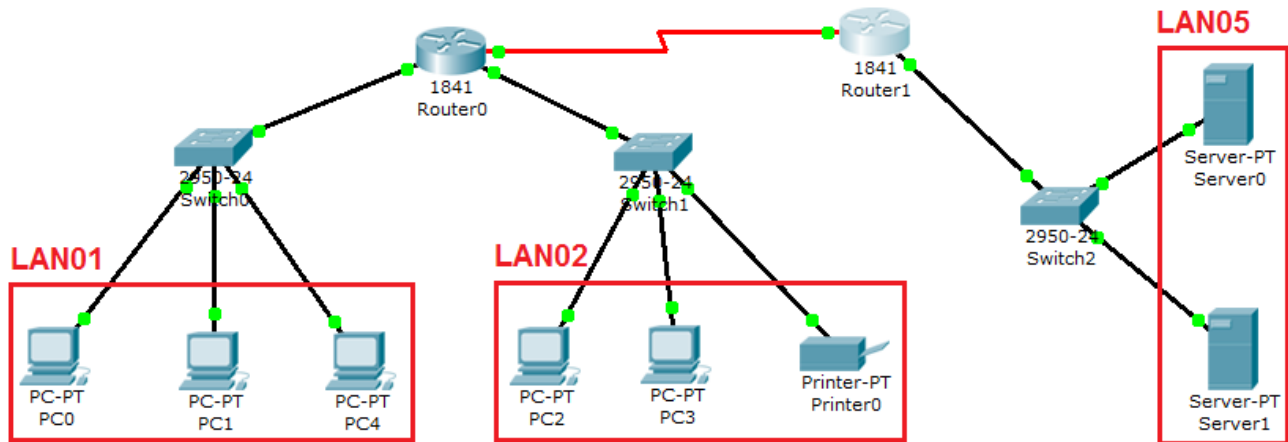 LAN05
1841
Router0
1841
Router1
2950-24
Switch0
2950-24
Switch1
Server-PT
Server0
2950-24
Switch2
LAN01
LAN02
PC-PT
PC0
PC-PT
PC1
PC-PT
PC4
PC-PT
PC2
PC-PT
PC3
Printer-PT
Printer0
Server-PT
Server1